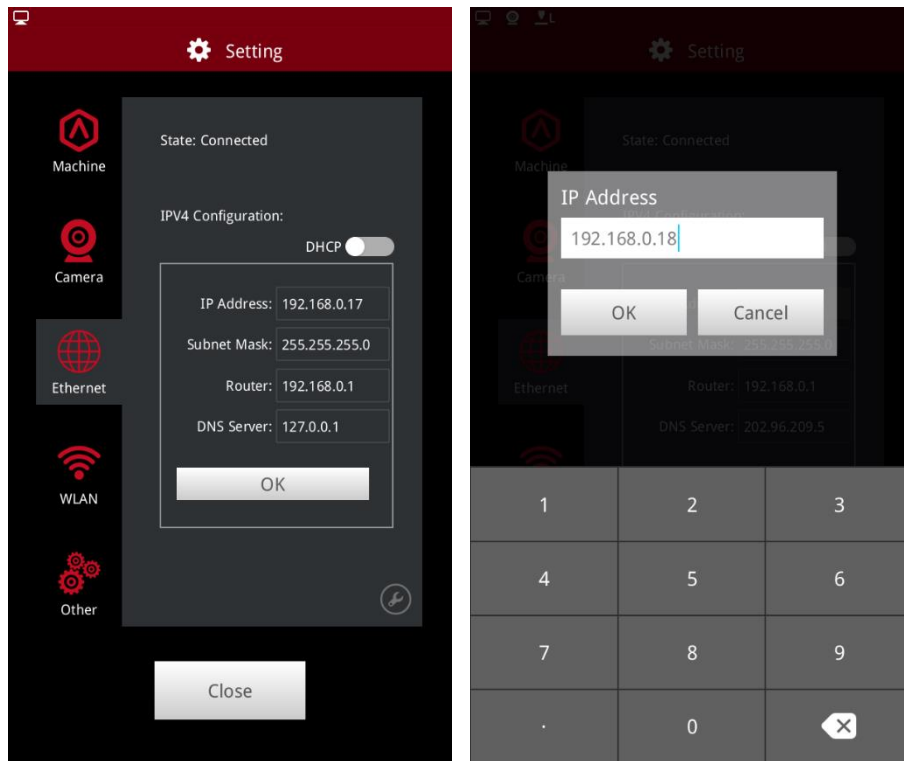 Setting
State: Connected
Machine
IPV4 Configuration:
DHCP
Camera
IP Address: 192.168.0.17
Subnet Mask: 255.255.255.0
Ethernet
Router: 192.168.0.1
DNS Server: 127.0.0.1
OK
WLAN
Other
Close
L
Setting
State: Connected
Machine
IP Address
IPV4 Configuration:
192.168.0.18
Camera
OK Cancel
Subnet Mask: 255.255.255.0
Ethernet
Router: 192.168.0.1
DNS Server: 202.96.209.5
1 2 3
4 5 6
7 8 9
. 0